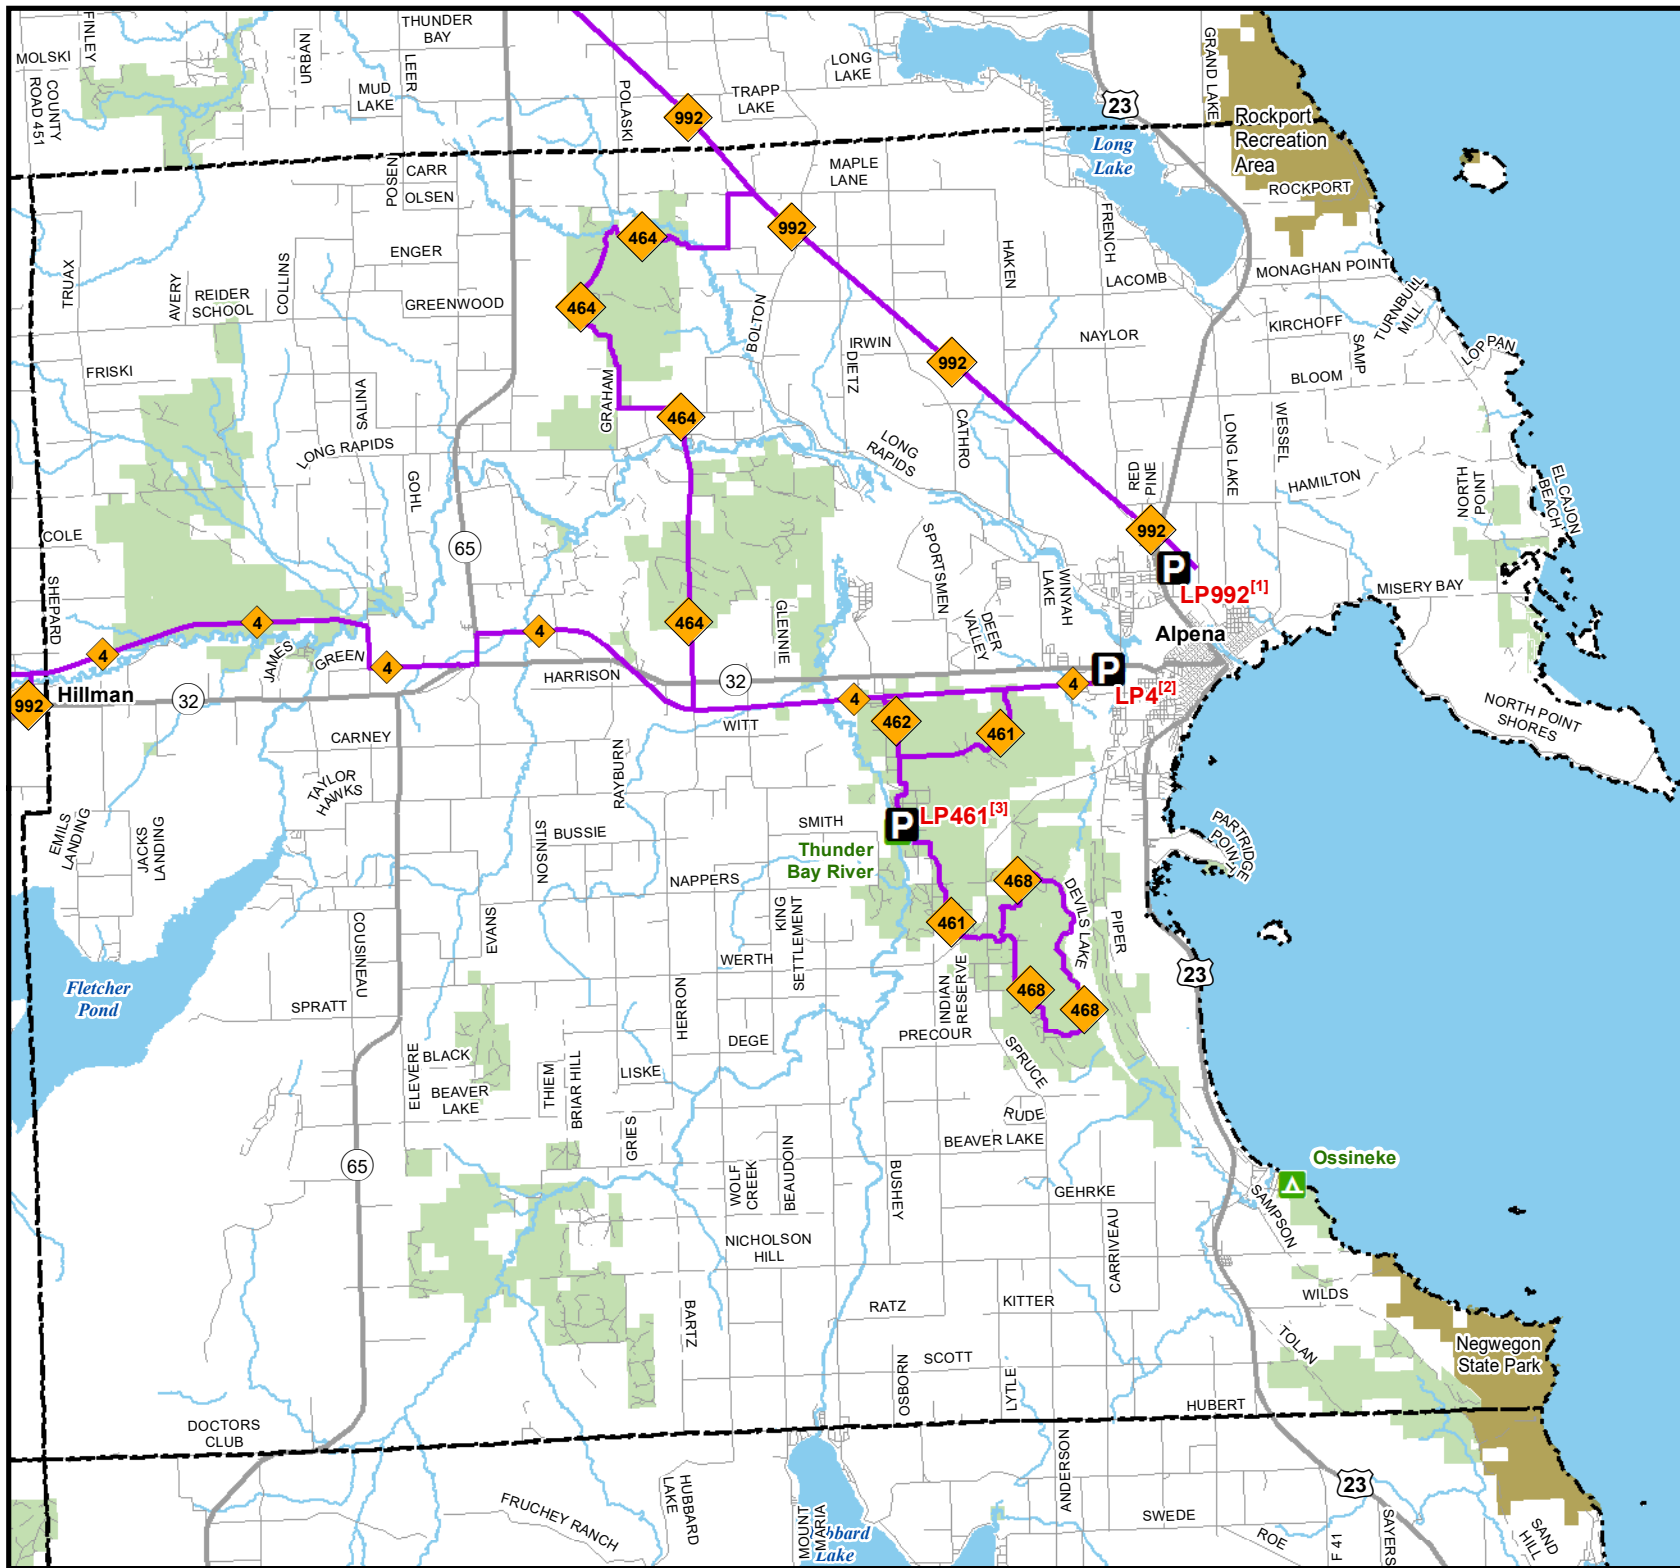 THUNDER
BAY
FINLEY
MOLSKI
URBAN
LEER
COUNTY
ROAD 451
MUD
LAKE
POLASKI
TRAPP
LAKE
LONG
LAKE
GRAND LAKE
23
992
Rockport
Recreation
Area
Long
Lake
CARR
POSEN
OLSEN
MAPLE
LANE
ROCKPORT
464
992
FRENCH
HAKEN
ENGER
TRUAX
AVERY
REIDER
SCHOOL
COLLINS
GREENWOOD
464
LACOMB
MONAGHAN POINT
TURNBULL
MILL
BOLTON
IRWIN
DIETZ
992
NAYLOR
KIRCHOFF
SAMP
LOP PAN
FRISKI
SALINA
GRAHAM
464
BLOOM
CATHRO
LONG LAKE
WESSEL
LONG RAPIDS
LONG
RAPIDS
GOHL
RED
PINE
HAMILTON
NORTH
POINT
EL CAJON
BEACH
COLE
65
992
P
LP992[1]
SPORTSMEN
WINYAH
LAKE
MISERY BAY
SHEPARD
4
4
4
4
464
GLENNIE
DEER
VALLEY
Alpena
JAMES
GREEN
HARRISON
32
P
4
LP4[2]
Hillman
992
32
4
462
461
WITT
NORTH POINT
SHORES
CARNEY
TAYLOR
HAWKS
RAYBURN
EMILS
LANDING
JACKS
LANDING
STINSON
BUSSIE
SMITH
P
LP461[3]
Thunder
Bay River
PARTRIDGE
POINTE
NAPPERS
468
DEVILS LAKE
PIPER
461
COUSINEAU
EVANS
KING
SETTLEMENT
WERTH
INDIAN
RESERVE
468
468
23
Fletcher
Pond
SPRATT
HERRON
DEGE
PRECOUR
SPRUCE
ELEVERE
BLACK
BEAVER
LAKE
THIEM
BRIAR HILL
LISKE
GRIES
RUDE
BEAVER LAKE
65
WOLF
CREEK
BEAUDOIN
BUSHEY
GEHRKE
CARRIVEAU
Ossineke
SAMPSON
NICHOLSON
HILL
BARTZ
RATZ
KITTER
WILDS
TOLAN
Negwegon
State Park
SCOTT
OSBORN
LYTLE
HUBERT
DOCTORS
CLUB
FRUCHEY RANCH
HUBBARD
LAKE
MOUNT
MARIA
Lake
ANDERSON
SWEDE
ROE
F 41
23
SAYERS
SAND
HILL